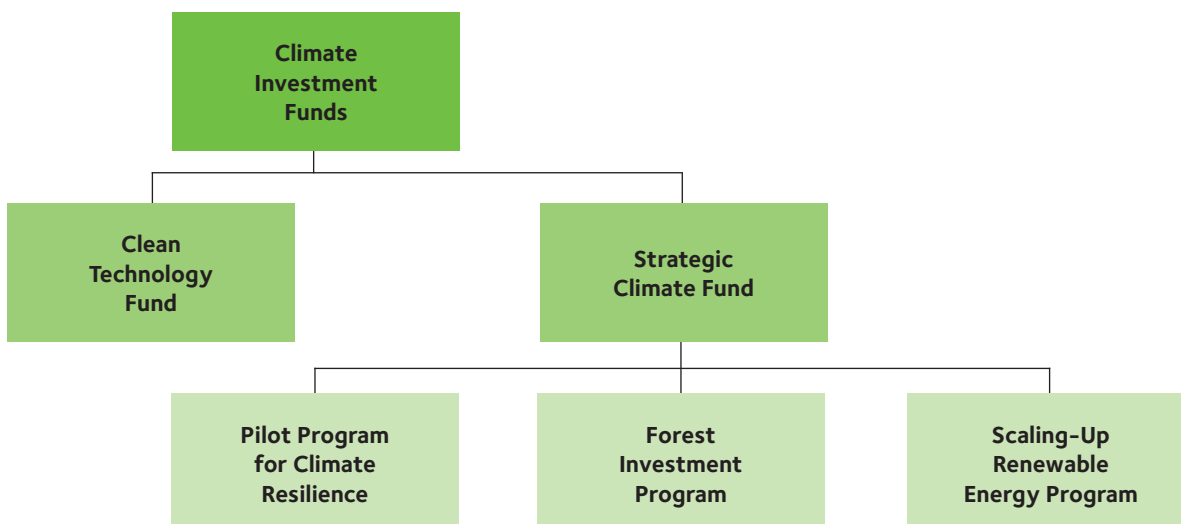 Climate
Investment
Funds
Clean
Technology
Fund
Strategic
Climate Fund
Pilot Program
for Climate
Resilience
Forest
Investment
Program
Scaling-Up
Renewable
Energy Program